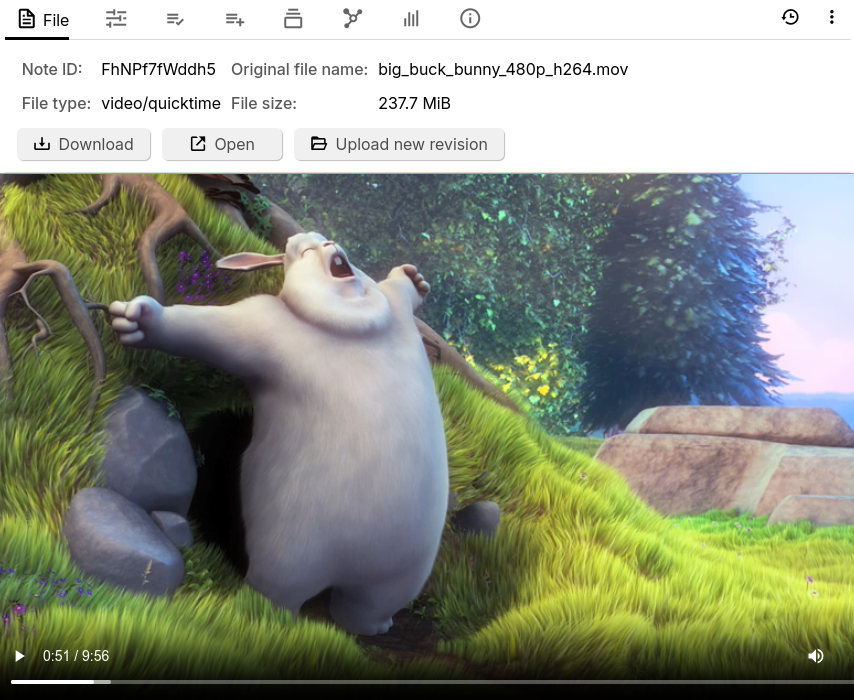 File
Note ID: FhNPf7fWddh5 Original file name: big_buck_bunny_480p_h264.mov
File type: video/quicktime File size: 237.7 MiB
Download Open Upload new revision
0:51 / 9:56